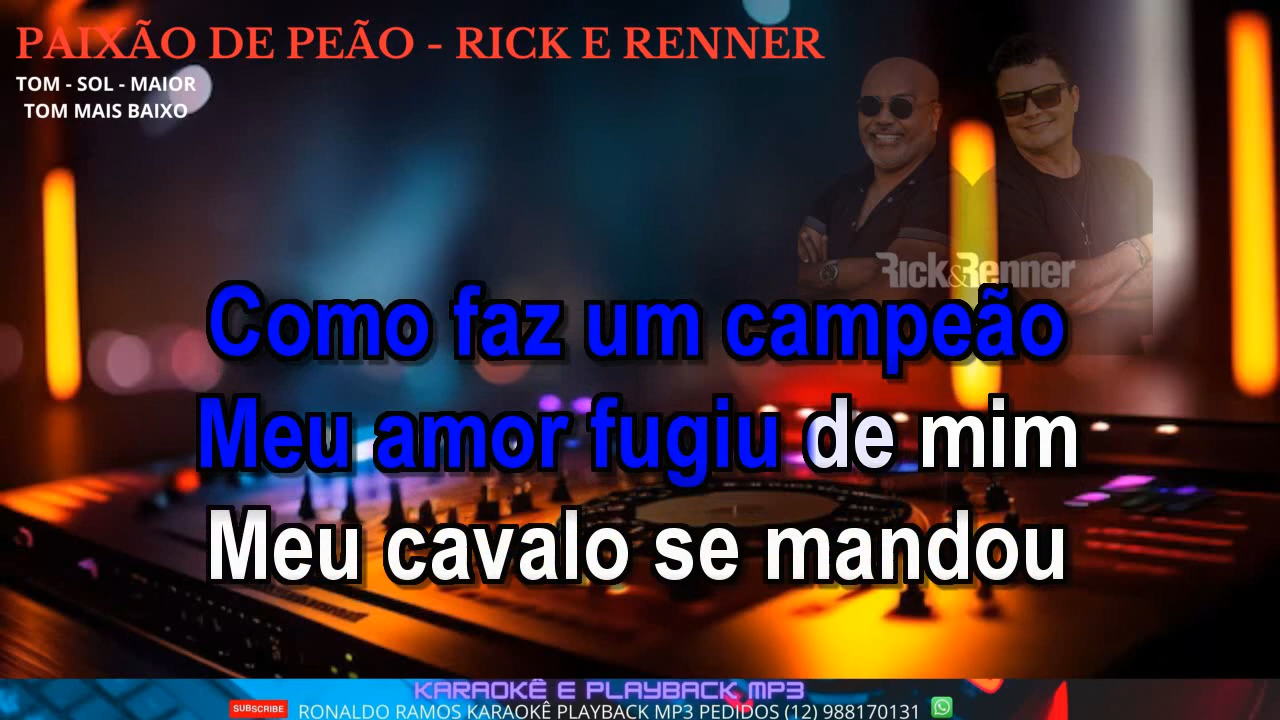 PAIXÃO DE PEÃO - RICK E RENNER
TOM - SOL - MAIOR
TOM MAIS BAIXO
Rick&Renner
Como faz um campeão
Meu amor fugiu de mim
Meu cavalo se mandou
KARAOKÊ E PLAYBACK MP3
SUBSCRIBE RONALDO RAMOS KARAOKÊ PLAYBACK MP3 PEDIDOS (12) 988170131